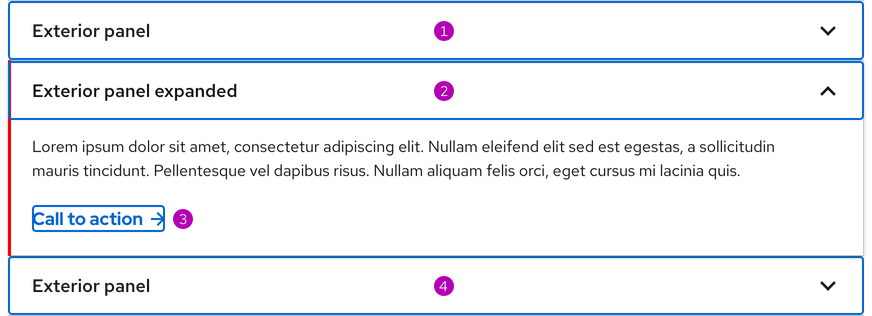 Exterior panel 1
Exterior panel expanded 2
Lorem ipsum dolor sit amet, consectetur adipiscing elit. Nullam eleifend elit sed est egestas, a sollicitudin
mauris tincidunt. Pellentesque vel dapibus risus. Nullam aliquam felis orci, eget cursus mi lacinia quis.
Call to action → 3
Exterior panel 4